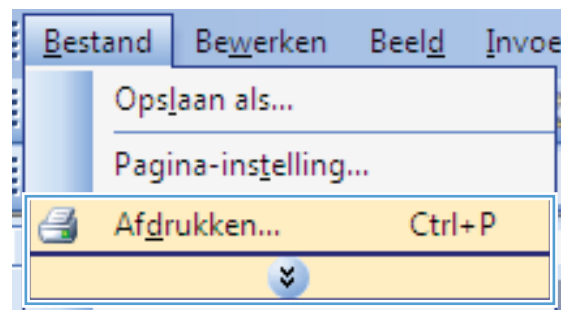 Bestand Bewerken Beeld Invoe
Opslaan als...
Pagina-instelling...
Afdrukken... Ctrl+P